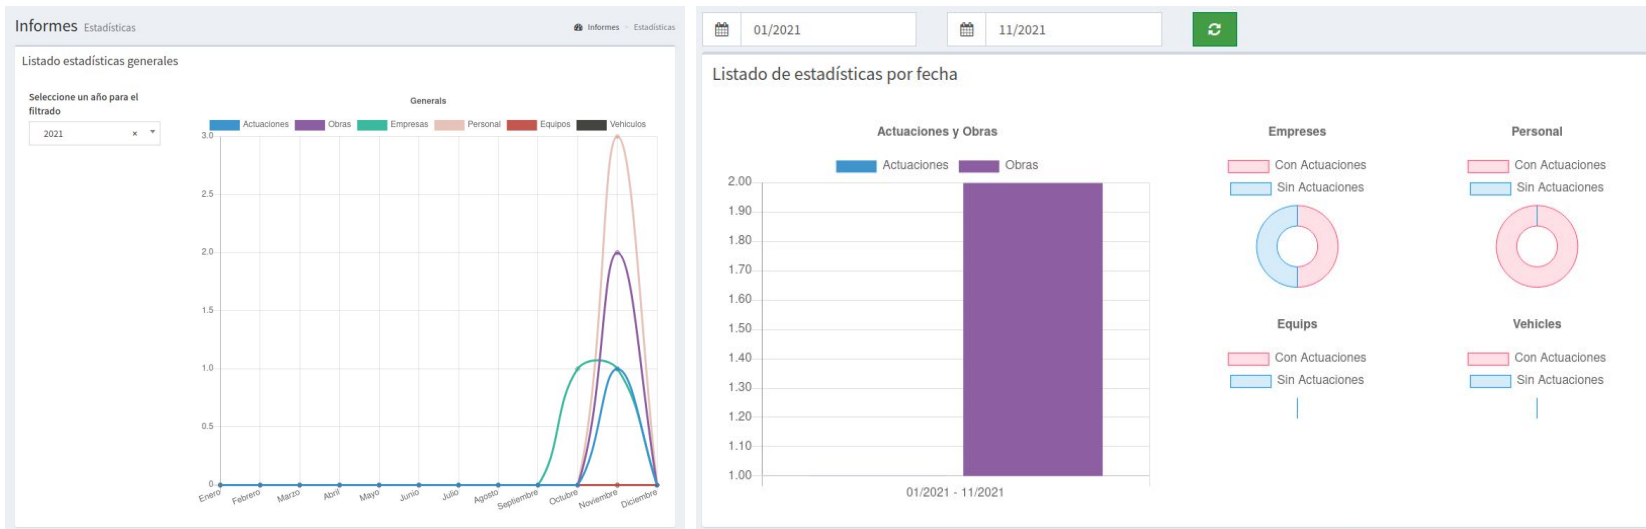 Informes Estadísticas
Informes - Estadísticas
Listado estadísticas generales
Seleccione un año para el
filtrado
2021 ×
Generals
Actuaciones Obras Empresas Personal Equipos Vehiculos
3.0
2.5
2.0
1.5
1.0
0.5
0
Enero Febrero Marzo Abril Mayo Junio Julio Agosto Septiembre Octubre Noviembre Diciembre
01/2021 11/2021
Listado de estadísticas por fecha
Actuaciones y Obras
Actuaciones Obras
2.00
1.90
1.80
1.70
1.60
1.50
1.40
1.30
1.20
1.10
1.00
01/2021 - 11/2021
Empreses
Con Actuaciones
Sin Actuaciones
Personal
Con Actuaciones
Sin Actuaciones
Equips
Con Actuaciones
Sin Actuaciones
Vehicles
Con Actuaciones
Sin Actuaciones